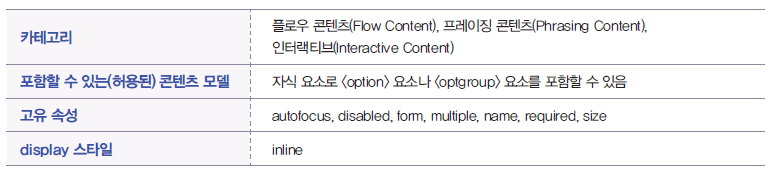 카테고리
플로우 콘텐츠(Flow Content), 프레이징 콘텐츠(Phrasing Content),
인터랙티브(Interactive Content)
포함할 수 있는(허용된) 콘텐츠 모델
자식 요소로 〈option〉 요소나 〈optgroup〉 요소를 포함할 수 있음
고유 속성
autofocus, disabled, form, multiple, name, required, size
display 스타일
inline